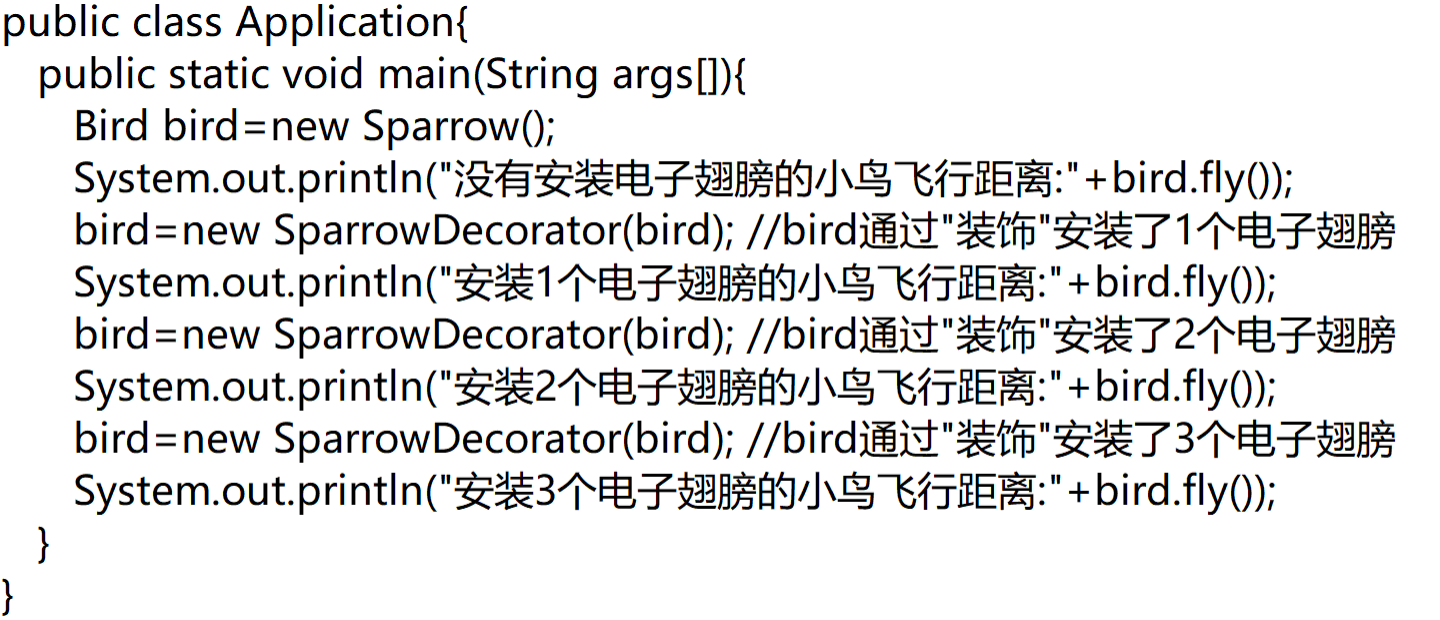 public class Application{
public static void main(String args[]){
Bird bird=new Sparrow();
System.out.println("没有安装电子翅膀的小鸟飞行距离:"+bird.fly());
bird=new SparrowDecorator(bird); //bird通过"装饰"安装了1个电子翅膀
System.out.println("安装1个电子翅膀的小鸟飞行距离:"+bird.fly());
bird=new SparrowDecorator(bird); //bird通过"装饰"安装了2个电子翅膀
System.out.println("安装2个电子翅膀的小鸟飞行距离:"+bird.fly());
bird=new SparrowDecorator(bird); //bird通过"装饰"安装了3个电子翅膀
System.out.println("安装3个电子翅膀的小鸟飞行距离:"+bird.fly());
}
}